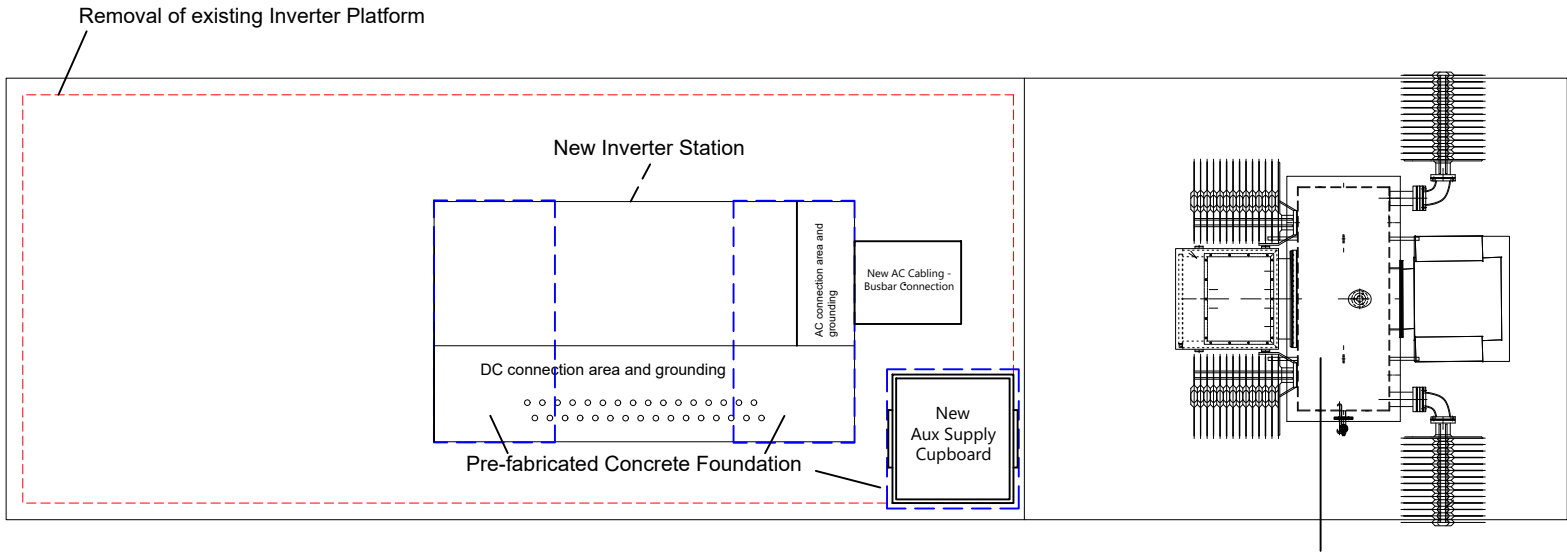 Removal of existing Inverter Platform
New Inverter Station
AC connection area and
grounding
New AC Cabling -
Busbar Connection
DC connection area and grounding
New
Aux Supply
Cupboard
Pre-fabricated Concrete Foundation